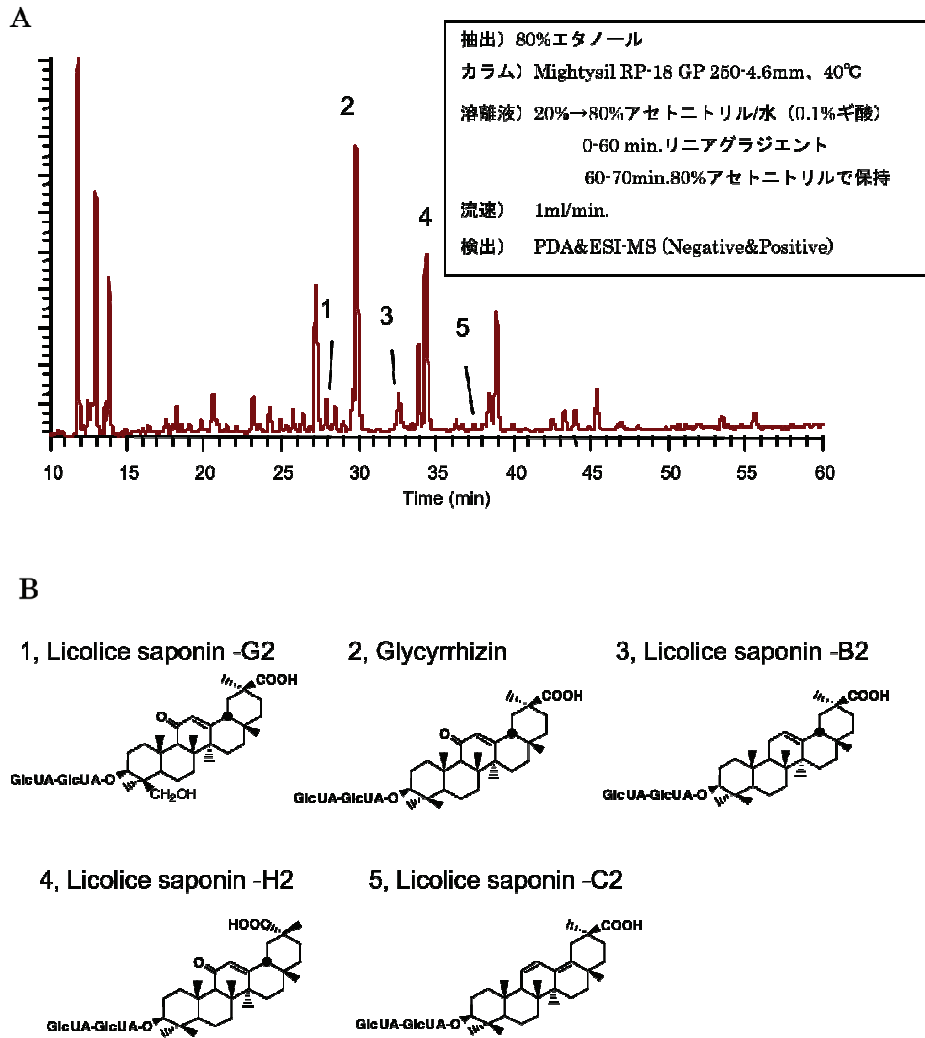 A
抽出）80%エタノール
カラム）Mightysil RP-18 GP 250-4.6mm、40℃
溶離液）20%→80%アセトニトリル/水（0.1%ギ酸）
0-60 min.リニアグラジエント
60-70min.80%アセトニトリルで保持
流速） 1ml/min.
検出） PDA&ESI-MS (Negative&Positive)
1
2
3
4
5
10 15 20 25 30 35 40 45 50 55 60
Time (min)
B
1, Licolice saponin -G2
COOH
O
GlcUA-GlcUA-O
CH2OH
2, Glycyrrhizin
COOH
O
GlcUA-GlcUA-O
3, Licolice saponin -B2
COOH
GlcUA-GlcUA-O
4, Licolice saponin -H2
HOOC
O
GlcUA-GlcUA-O
5, Licolice saponin -C2
COOH
GlcUA-GlcUA-O